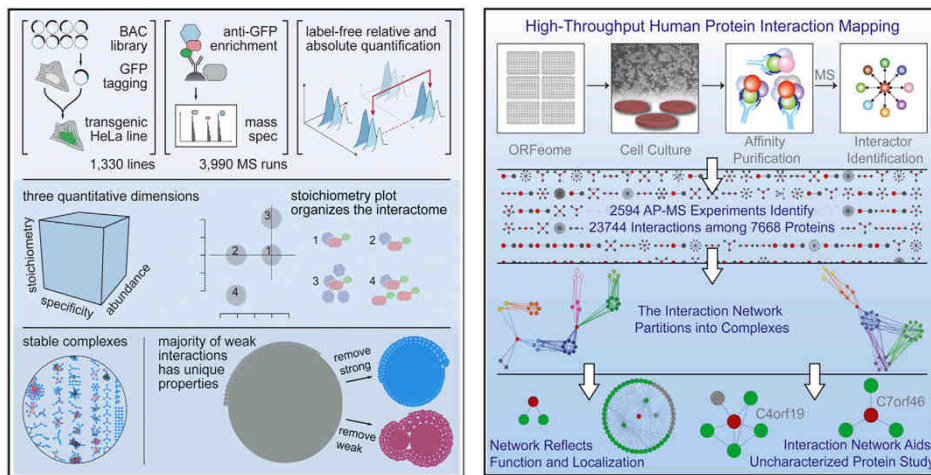 BAC
library
GFP
tagging
transgenic
HeLa line
1,330 lines
anti-GFP
enrichment
mass
spec
3,990 MS runs
label-free relative and
absolute quantification
three quantitative dimensions
stoichiometry
specificity
abundance
3
2
1
4
stoichiometry plot
organizes the interactome
1
2
3
4
stable complexes
majority of weak
interactions
has unique
properties
remove
strong
remove
weak
High-Throughput Human Protein Interaction Mapping
MS
ORFeome
Cell Culture
Affinity
Purification
Interactor
Identification
2594 AP-MS Experiments Identify
23744 Interactions among 7668 Proteins
The Interaction Network
Partitions into Complexes
C4orf19
C7orf46
Network Reflects
Function and Localization
Interaction Network Aids
Uncharacterized Protein Study